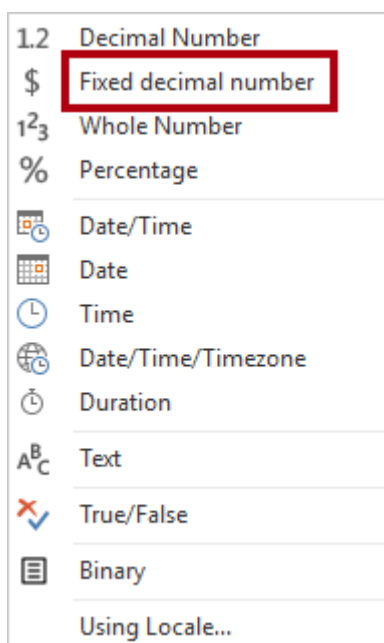 1.2 Decimal Number
$ Fixed decimal number
1²3 Whole Number
% Percentage
Date/Time
Date
Time
Date/Time/Timezone
Duration
ABC Text
True/False
Binary
Using Locale...